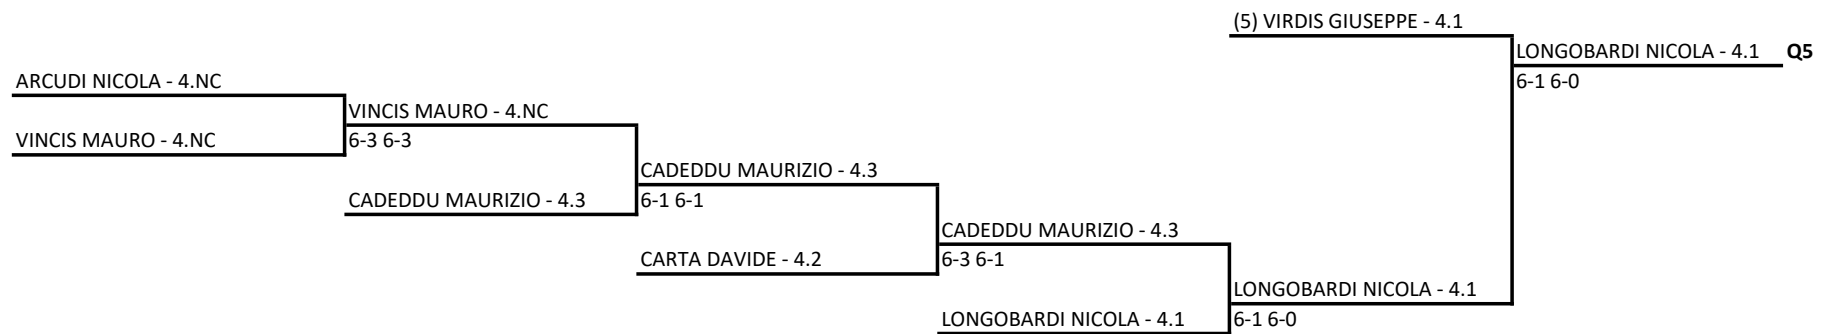 (5) VIRDIS GIUSEPPE - 4.1
LONGOBARDI NICOLA - 4.1 Q5
ARCUDI NICOLA - 4.NC
6-1 6-0
VINCIS MAURO - 4.NC
VINCIS MAURO - 4.NC
6-3 6-3
CADEDDU MAURIZIO - 4.3
CADEDDU MAURIZIO - 4.3
6-1 6-1
CADEDDU MAURIZIO - 4.3
CARTA DAVIDE - 4.2
6-3 6-1
LONGOBARDI NICOLA - 4.1
LONGOBARDI NICOLA - 4.1
6-1 6-0